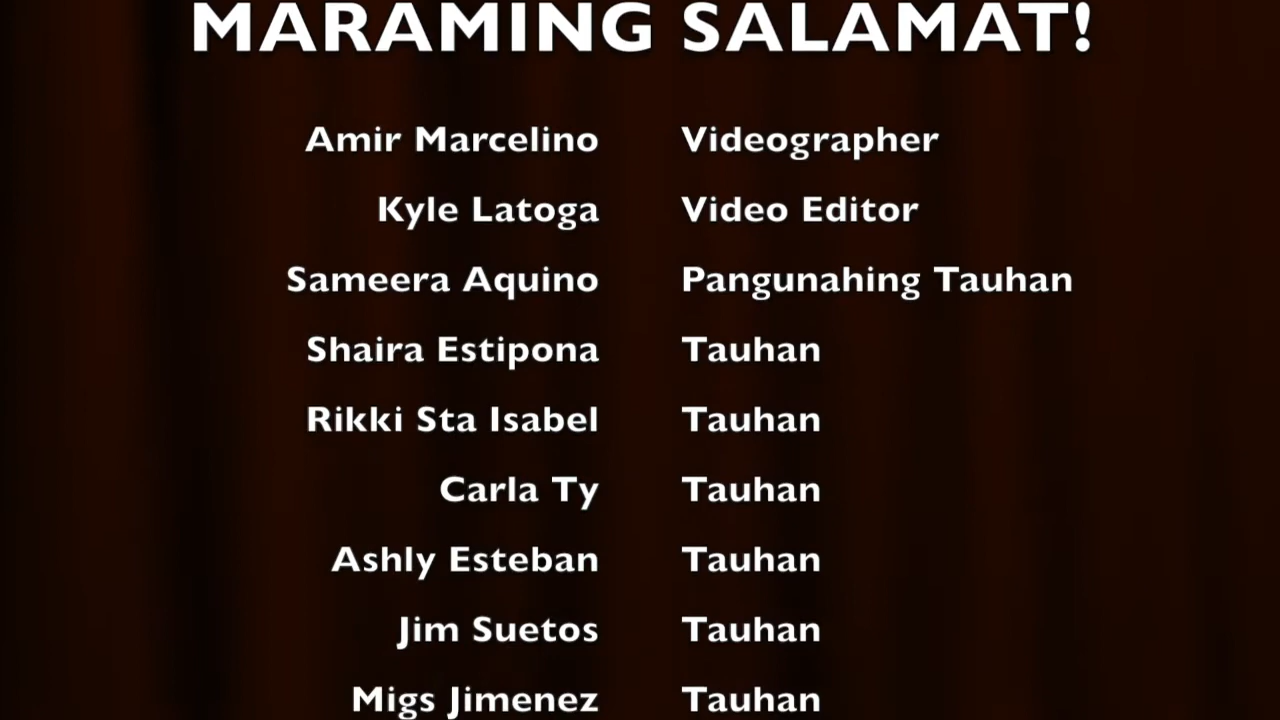 MARAMING SALAMAT!
Amir Marcelino Videographer
Kyle Latoga Video Editor
Sameera Aquino Pangunahing Tauhan
Shaira Estipona Tauhan
Rikki Sta Isabel Tauhan
Carla Ty Tauhan
Ashly Esteban Tauhan
Jim Suetos Tauhan
Migs Jimenez Tauhan